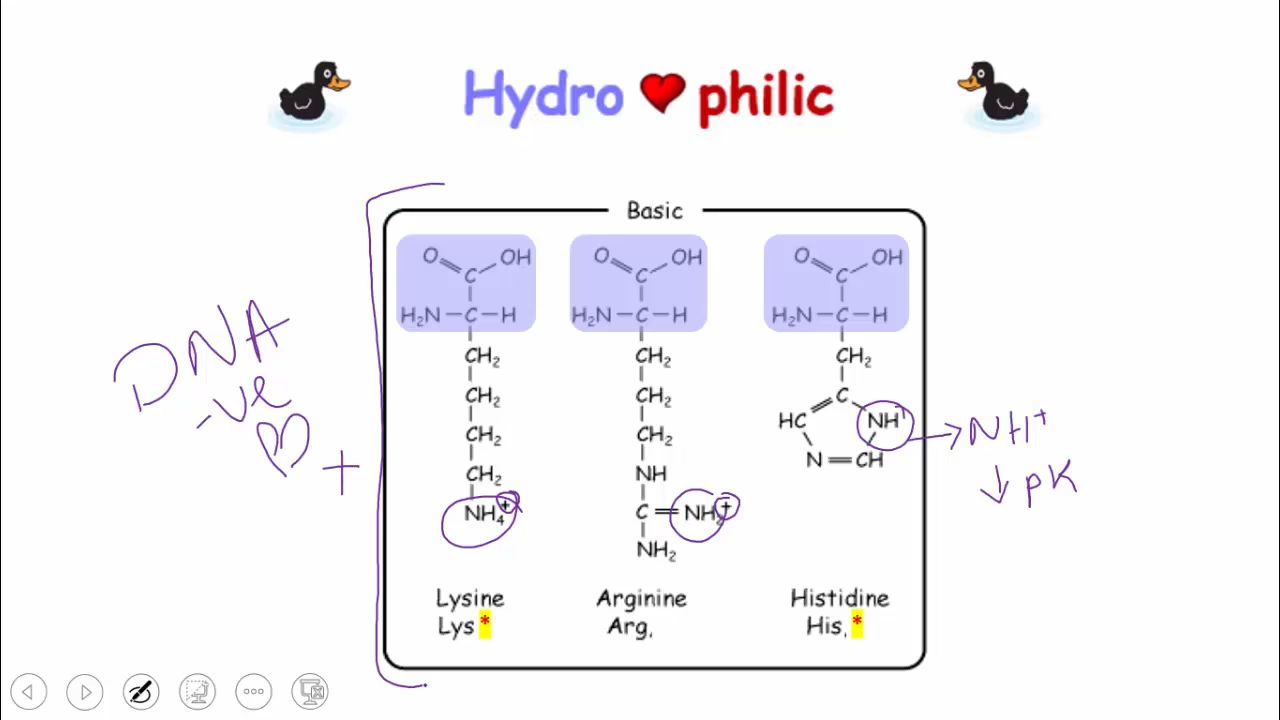 Hydro philic
Basic
O OH O OH O OH
C C C
H₂N—C—H H₂N—C—H H₂N—C—H
CH₂ CH₂ CH₂
CH₂ CH₂ C
CH₂ CH₂ HC NH⁺
CH₂ NH N=CH
NH₄⁺ C=NH₂⁺
NH₂
Lysine Arginine Histidine
Lys * Arg, His, *
DNA
-ve
+
NH⁺
↓ pK